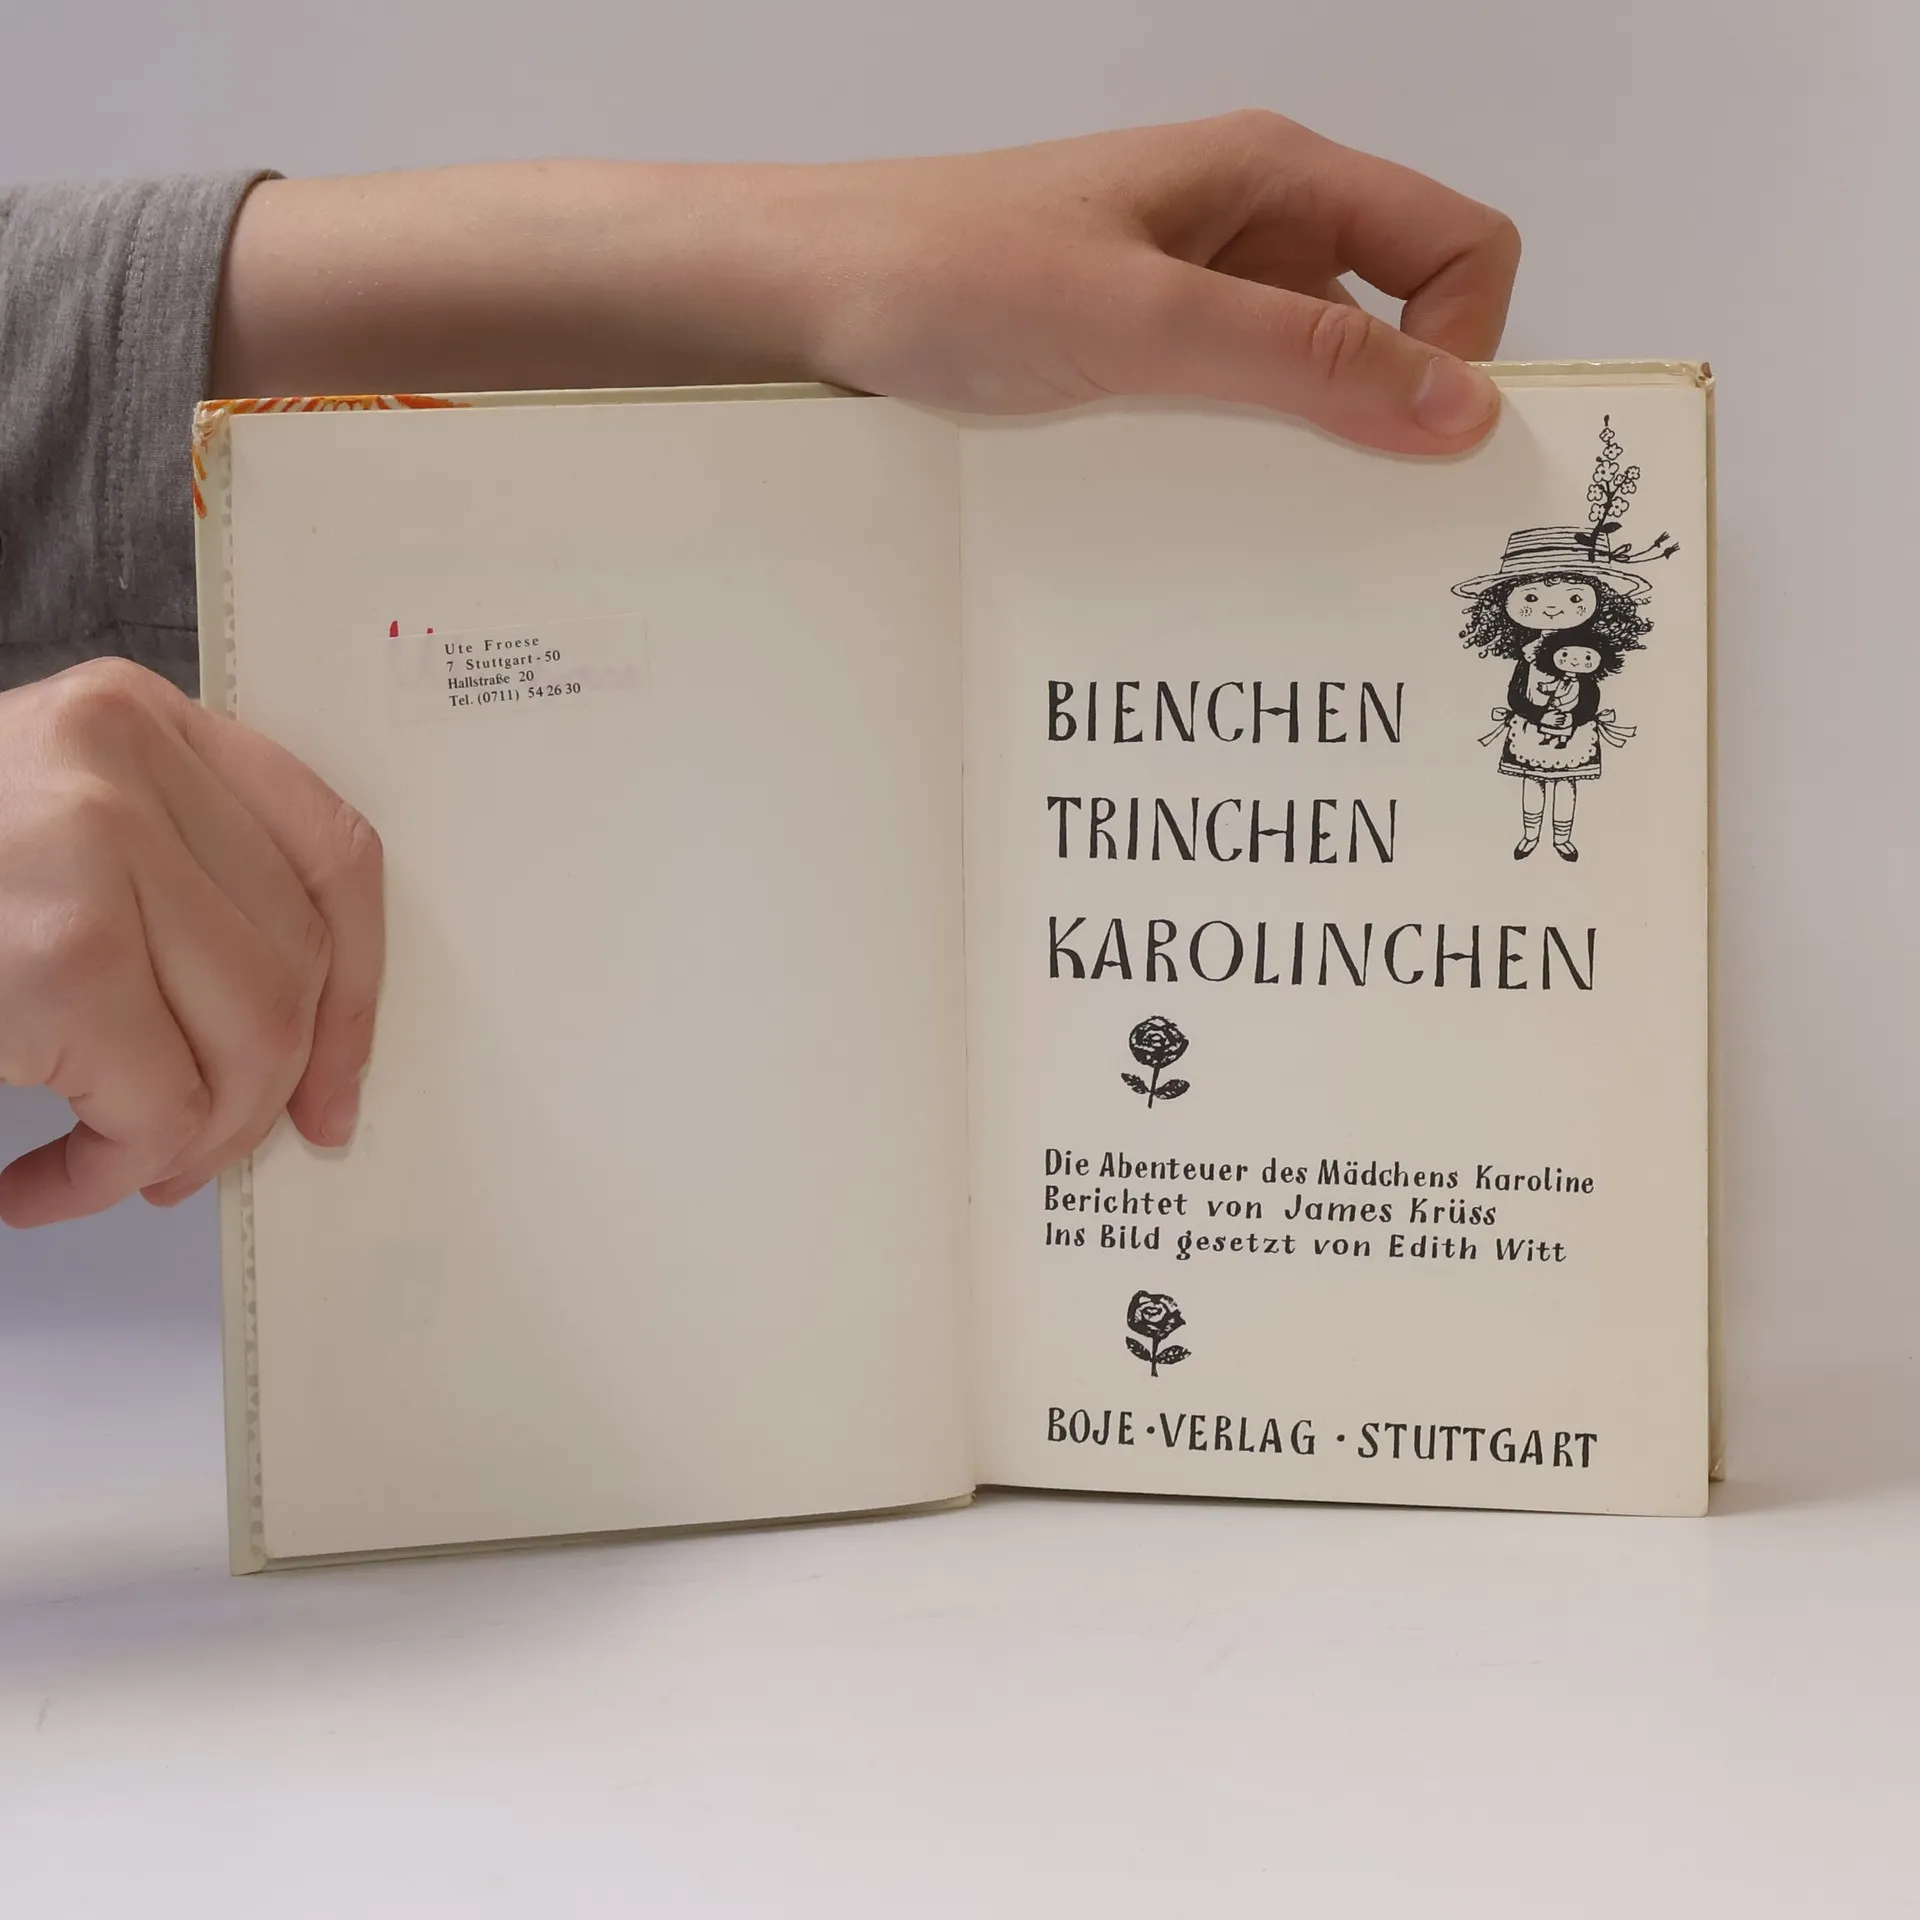 Ute Froese
7 Stuttgart-50
Hallstraße 20
Tel. (0711) 54 26 30
BIENCHEN
TRINCHEN
KAROLINCHEN
Die Abenteuer des Mädchens Karoline
Berichtet von James Krüss
Ins Bild gesetzt von Edith Witt
BOJE·VERLAG·STUTTGART